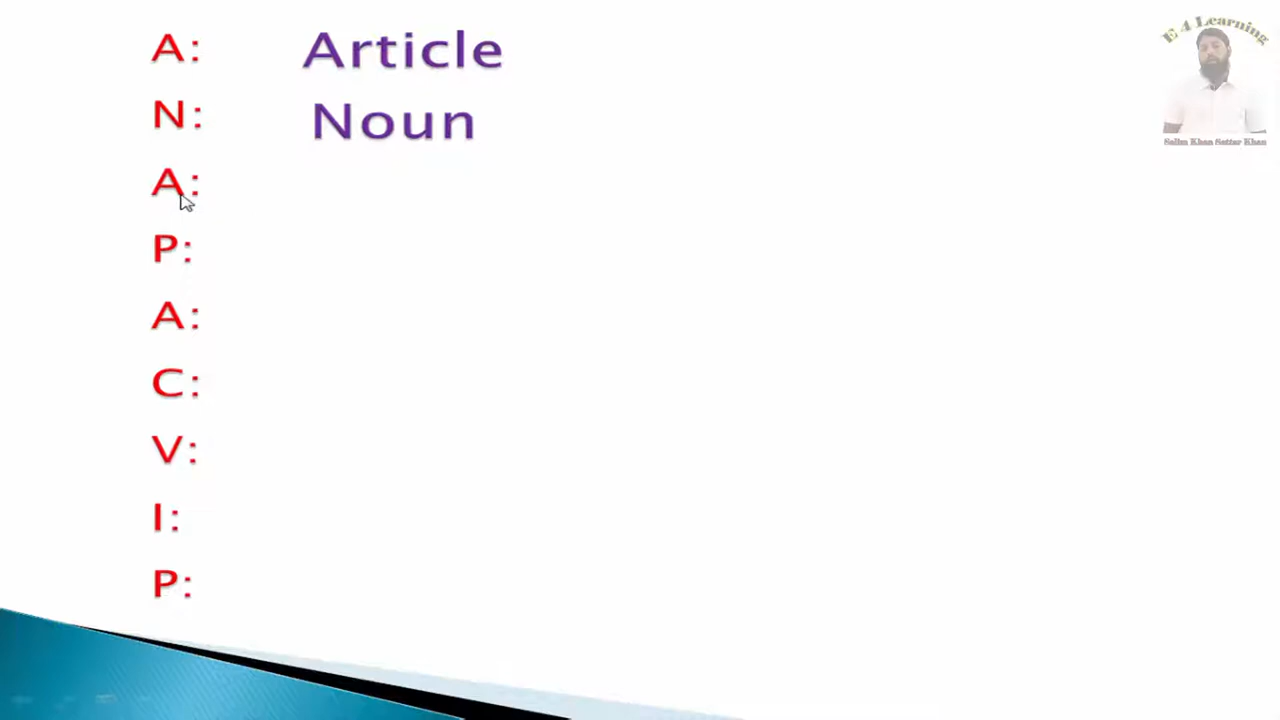 A: Article
N: Noun
A:
P:
A:
C:
V:
I:
P:
E 4 Learning
Salim Khan Sattar Khan